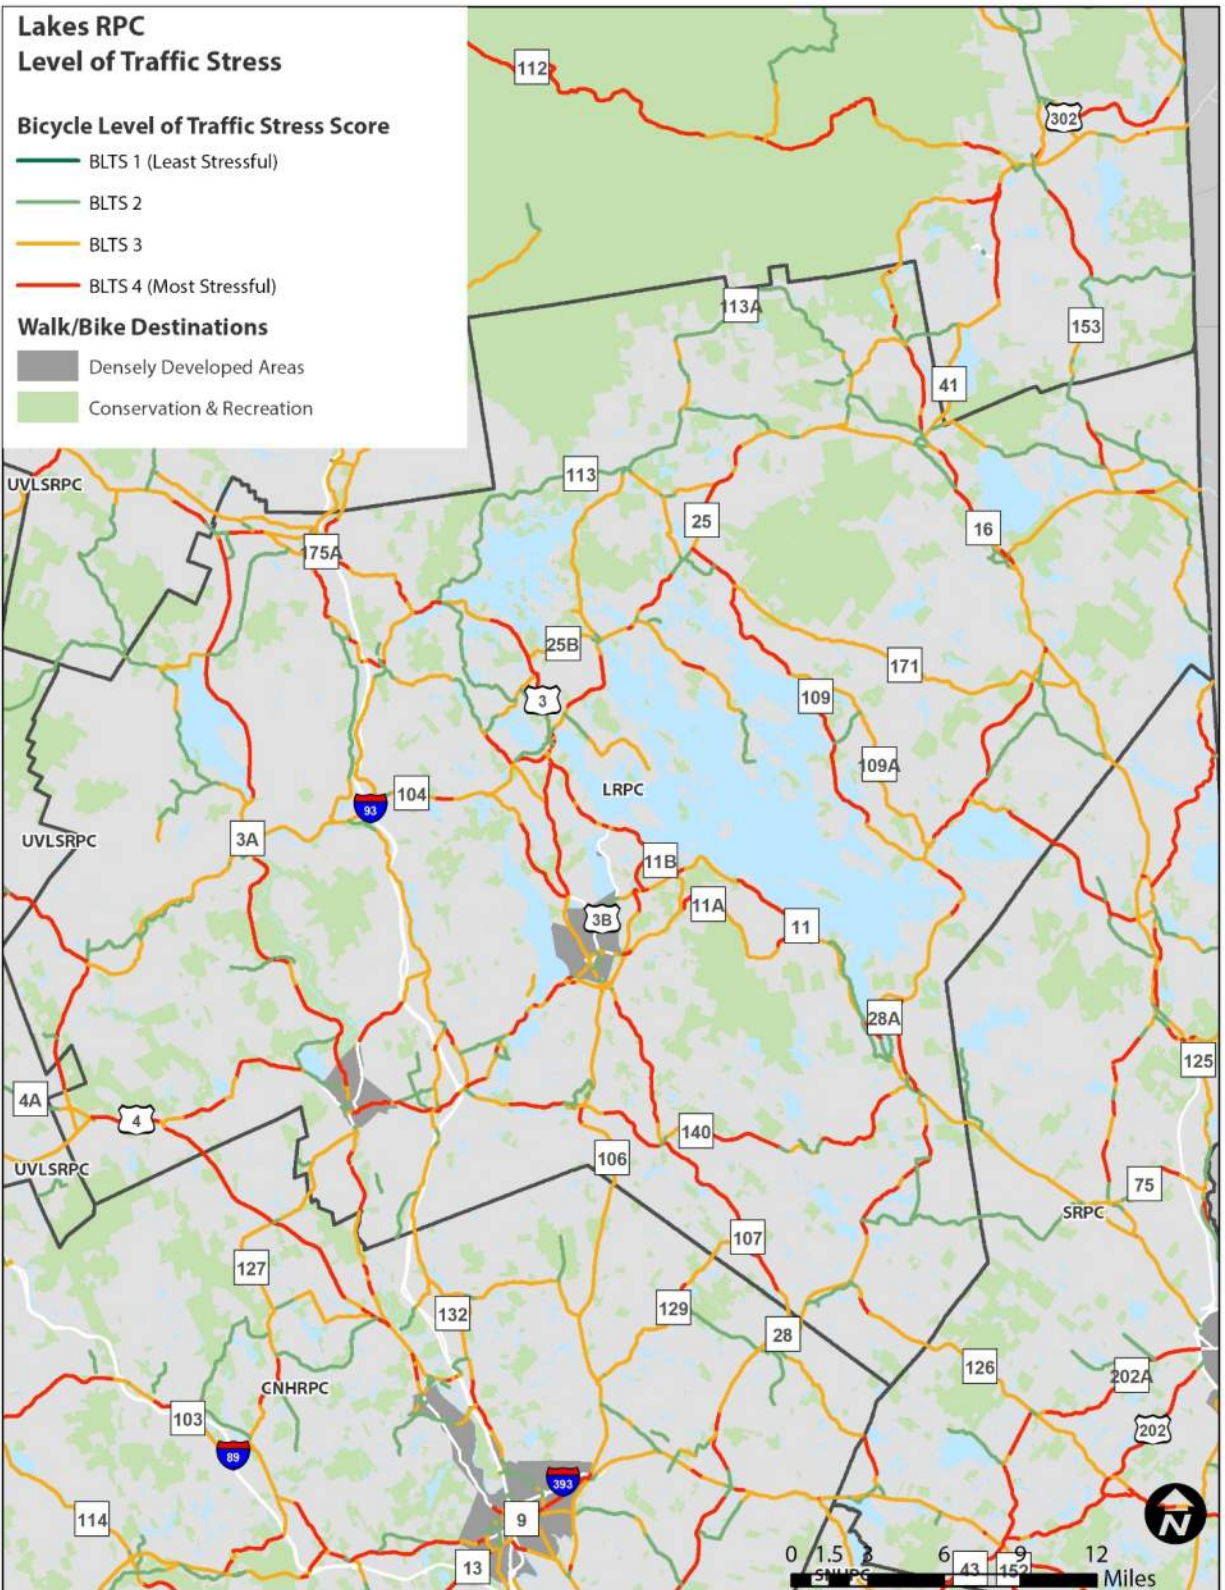 Lakes RPC
Level of Traffic Stress
Bicycle Level of Traffic Stress Score
BLTS 1 (Least Stressful)
BLTS 2
BLTS 3
BLTS 4 (Most Stressful)
Walk/Bike Destinations
Densely Developed Areas
Conservation & Recreation
112
302
113A
153
41
113
UVLSRPC
25
16
175A
25B
171
3
109
109A
LRPC
104
93
3A
UVLSRPC
11B
11A
3B
11
28A
125
4A
4
140
106
UVLSRPC
75
SRPC
107
127
129
132
28
126
202A
CNHRPC
103
202
89
393
114
9
13
0 1.5 3 6 9 12
SNHRPC
43
152
Miles
N